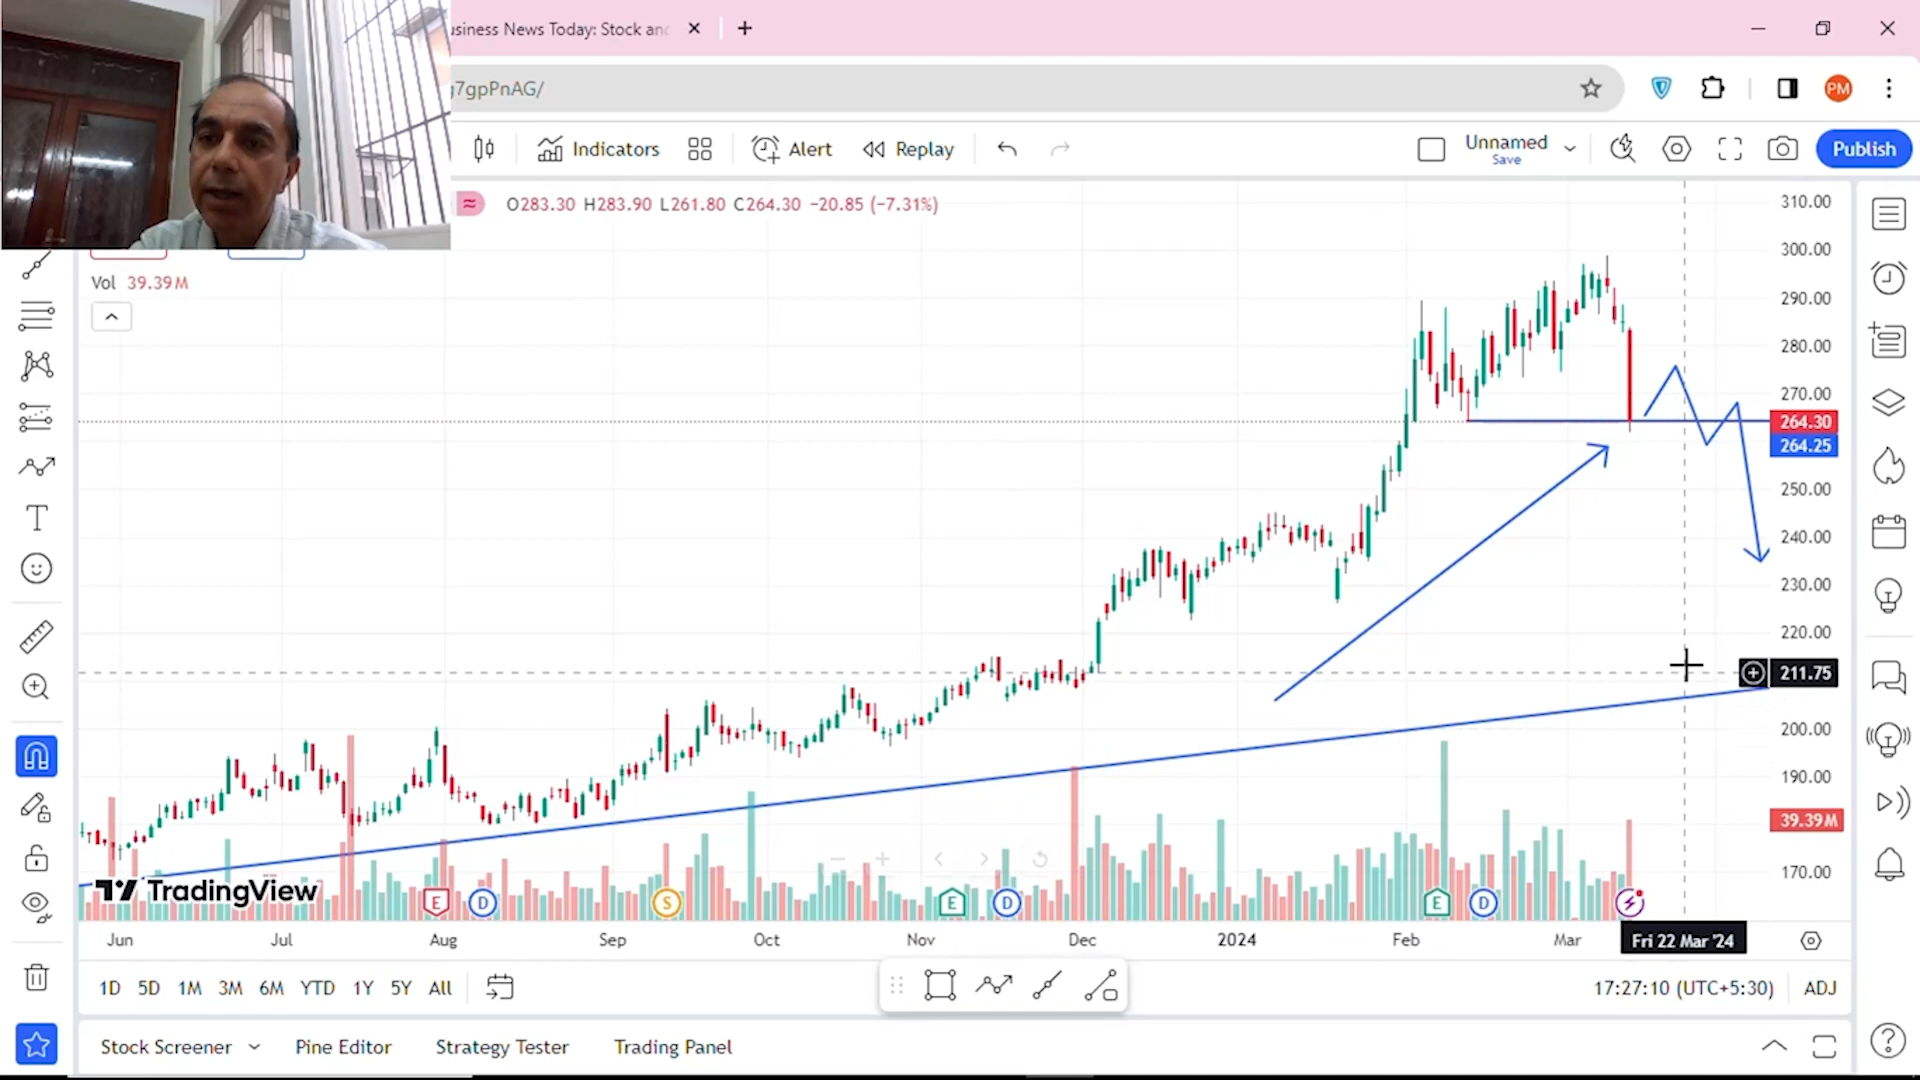 usiness News Today: Stock an
g7gpPnAG/
PM
Indicators
Alert
Replay
Unnamed
Save
Publish
O283.30 H283.90 L261.80 C264.30 −20.85 (−7.31%)
Vol 39.39M
310.00
300.00
290.00
280.00
270.00
264.30
264.25
250.00
240.00
230.00
220.00
211.75
200.00
190.00
39.39M
170.00
TradingView
E D S E D E D
Jun Jul Aug Sep Oct Nov Dec 2024 Feb Mar Fri 22 Mar '24
1D 5D 1M 3M 6M YTD 1Y 5Y All
17:27:10 (UTC+5:30) ADJ
Stock Screener Pine Editor Strategy Tester Trading Panel